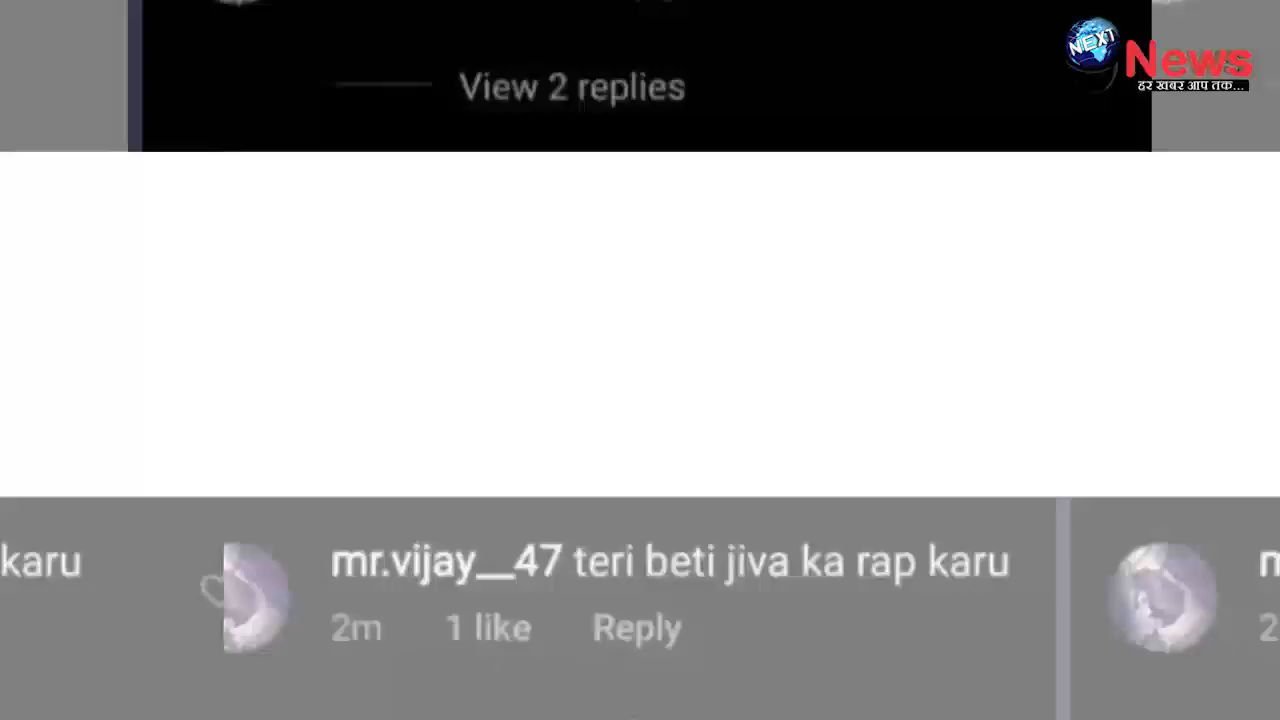 View 2 replies
NEXT
News
हर खबर आप तक...
karu
mr.vijay__47 teri beti jiva ka rap karu
2m 1 like Reply
2